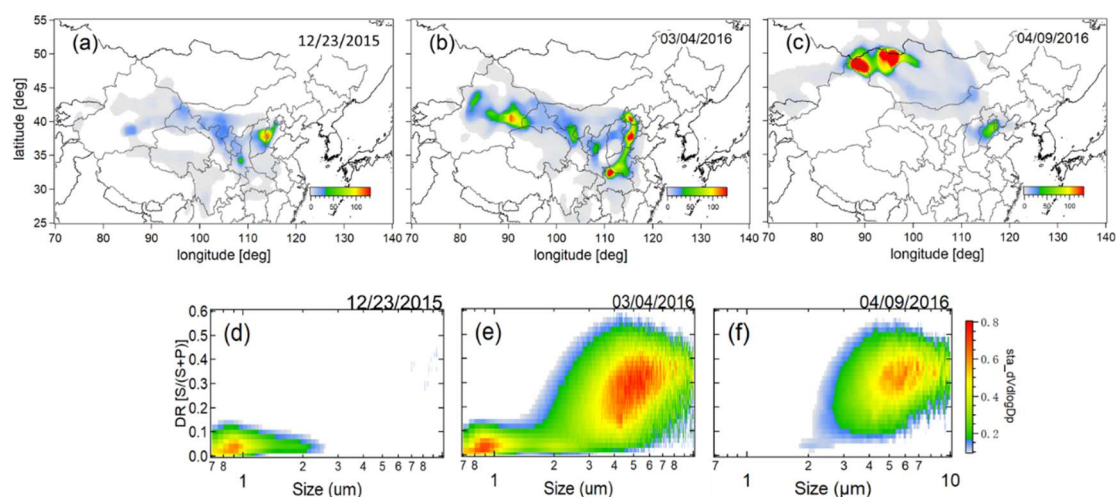 (a) 12/23/2015
(b) 03/04/2016
(c) 04/09/2016
latitude [deg]
55
50
45
40
35
30
25
0 50 100
0 50 100
0 50 100
70 80 90 100 110 120 130 140
70 80 90 100 110 120 130 140
70 80 90 100 110 120 130 140
longitude [deg]
longitude [deg]
longitude [deg]
12/23/2015
03/04/2016
04/09/2016
(d)
(e)
(f)
DR [S/(S+P)]
0.6
0.5
0.4
0.3
0.2
0.1
0.0
7 8 1 2 3 4 5 6 7 8
7 8 1 2 3 4 5 6 7 8
7 1 2 3 4 5 6 7 10
Size (um)
Size (um)
Size (µm)
0.8
0.6
0.4
0.2
sta_dVdlogDp